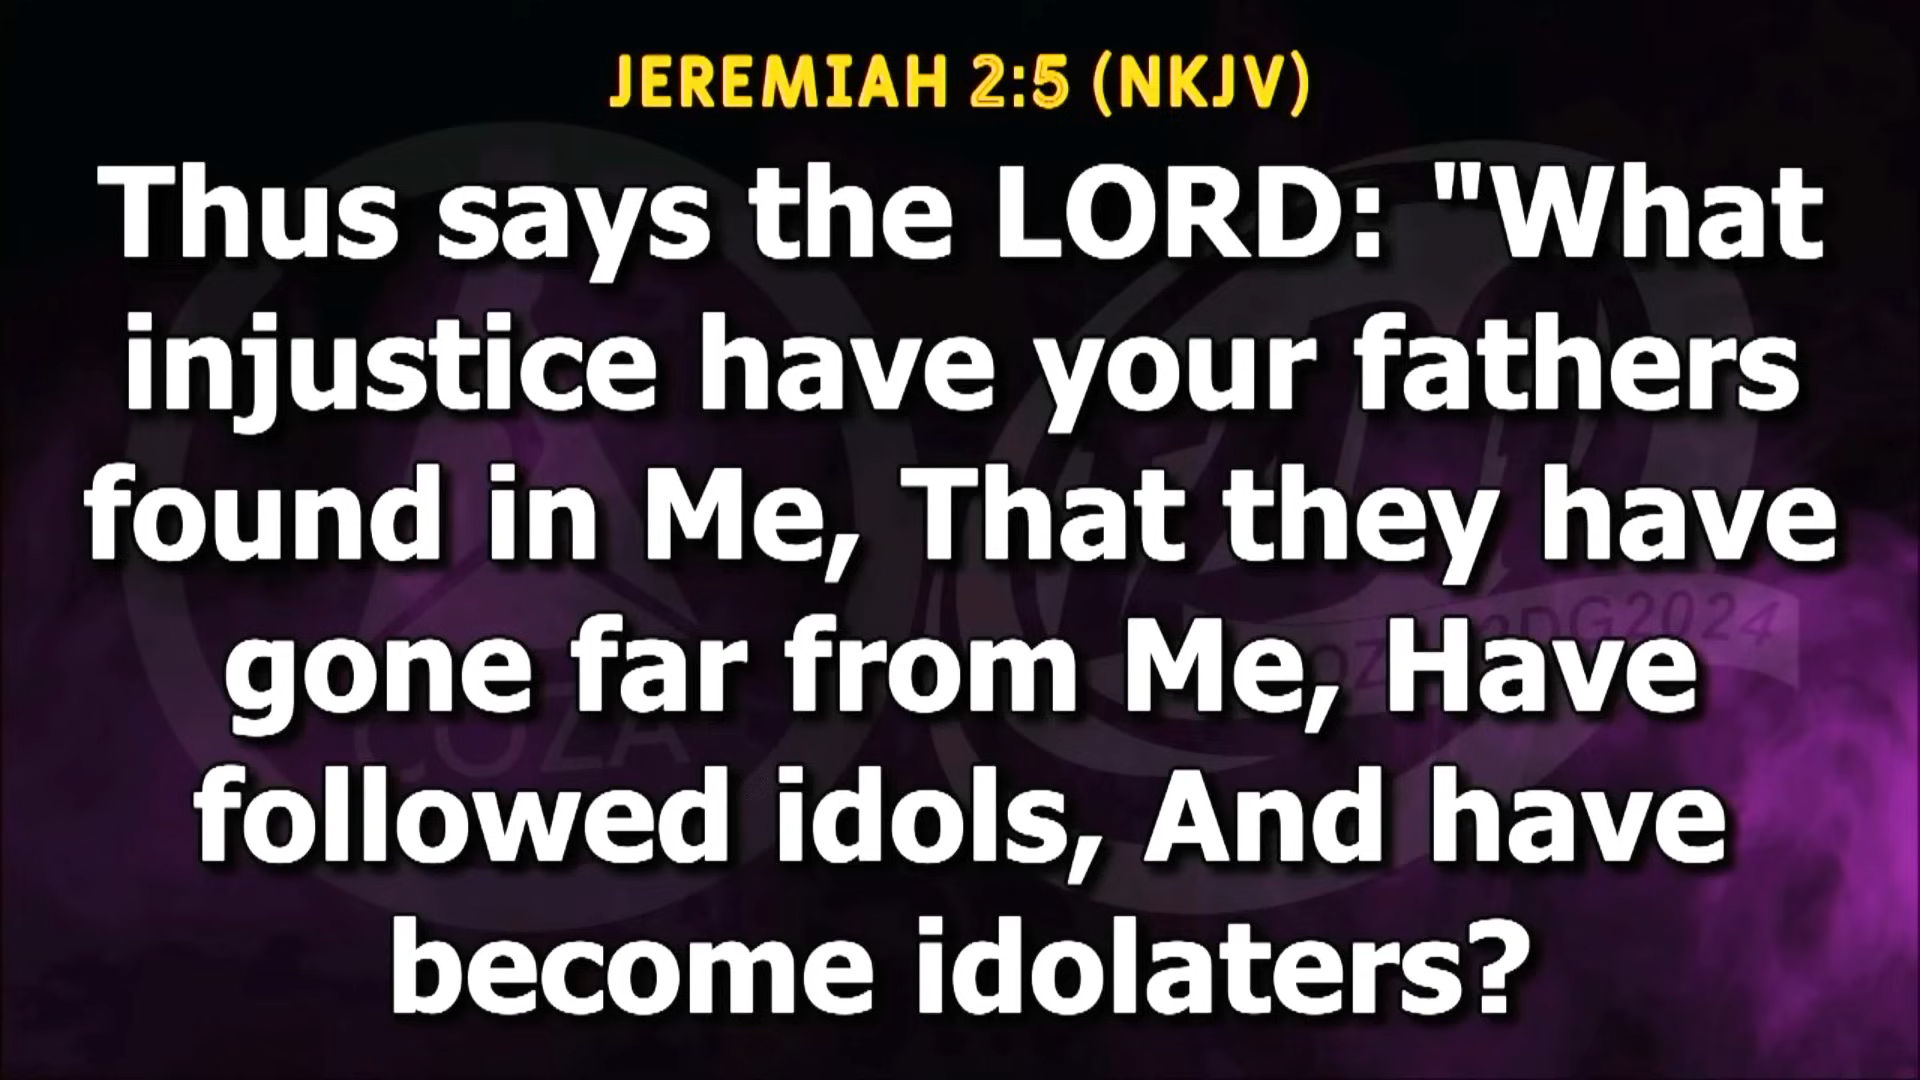 JEREMIAH 2:5 (NKJV)
Thus says the LORD: "What
injustice have your fathers
found in Me, That they have
gone far from Me, Have
followed idols, And have
become idolaters?
COZA